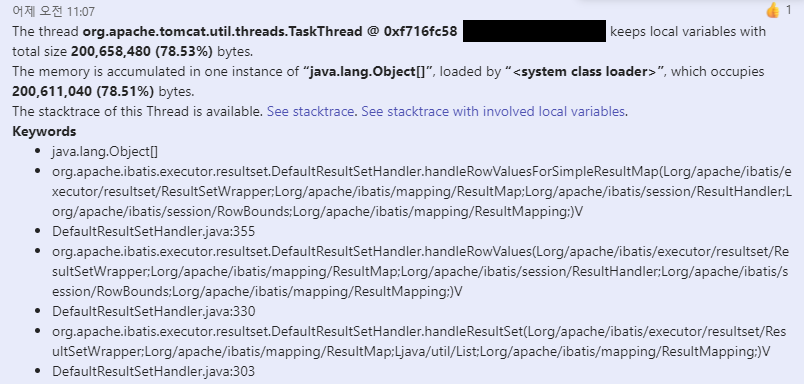 어제 오전 11:07
👍 1
The thread org.apache.tomcat.util.threads.TaskThread @ 0xf716fc58 keeps local variables with
total size 200,658,480 (78.53%) bytes.
The memory is accumulated in one instance of “java.lang.Object[]”, loaded by “<system class loader>”, which occupies
200,611,040 (78.51%) bytes.
The stacktrace of this Thread is available. See stacktrace. See stacktrace with involved local variables.
Keywords
• java.lang.Object[]
• org.apache.ibatis.executor.resultset.DefaultResultSetHandler.handleRowValuesForSimpleResultMap(Lorg/apache/ibatis/e
xecutor/resultset/ResultSetWrapper;Lorg/apache/ibatis/mapping/ResultMap;Lorg/apache/ibatis/session/ResultHandler;L
org/apache/ibatis/session/RowBounds;Lorg/apache/ibatis/mapping/ResultMapping;)V
• DefaultResultSetHandler.java:355
• org.apache.ibatis.executor.resultset.DefaultResultSetHandler.handleRowValues(Lorg/apache/ibatis/executor/resultset/Re
sultSetWrapper;Lorg/apache/ibatis/mapping/ResultMap;Lorg/apache/ibatis/session/ResultHandler;Lorg/apache/ibatis/s
ession/RowBounds;Lorg/apache/ibatis/mapping/ResultMapping;)V
• DefaultResultSetHandler.java:330
• org.apache.ibatis.executor.resultset.DefaultResultSetHandler.handleResultSet(Lorg/apache/ibatis/executor/resultset/Res
ultSetWrapper;Lorg/apache/ibatis/mapping/ResultMap;Ljava/util/List;Lorg/apache/ibatis/mapping/ResultMapping;)V
• DefaultResultSetHandler.java:303